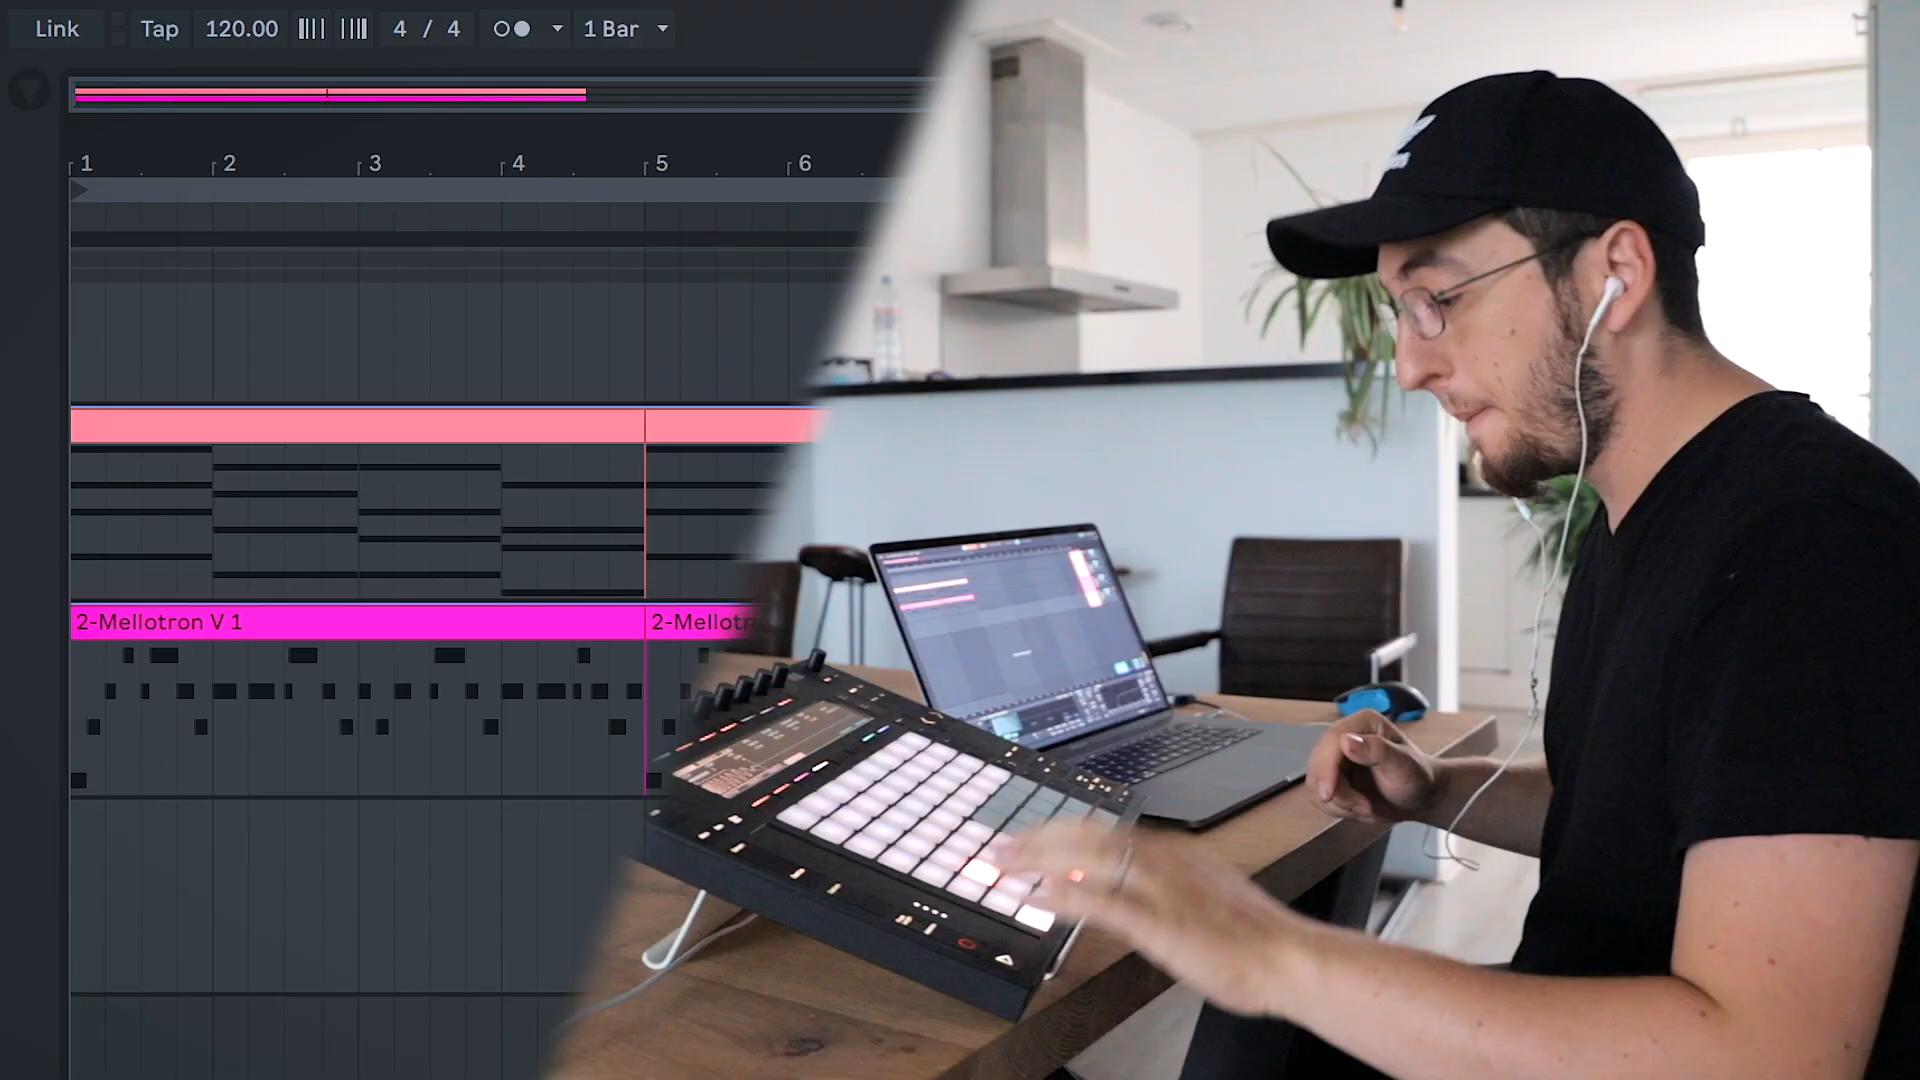 Link Tap 120.00 4 / 4 1 Bar
1 2 3 4 5 6
2-Mellotron V 1 2-Mellotr